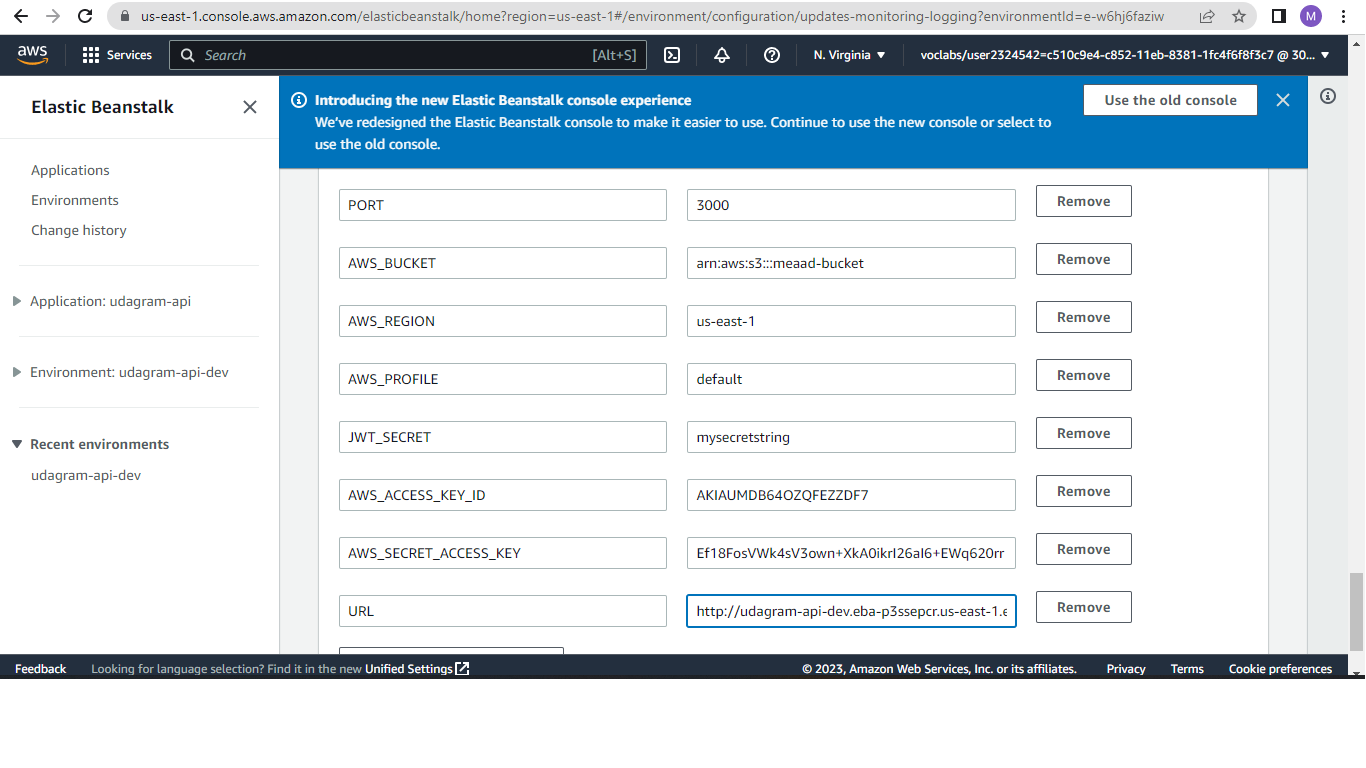 us-east-1.console.aws.amazon.com/elasticbeanstalk/home?region=us-east-1#/environment/configuration/updates-monitoring-logging?environmentId=e-w6hj6faziw
M
aws
Services
Search
[Alt+S]
N. Virginia
voclabs/user2324542=c510c9e4-c852-11eb-8381-1fc4f6f8f3c7 @ 30...
Elastic Beanstalk
Introducing the new Elastic Beanstalk console experience
We've redesigned the Elastic Beanstalk console to make it easier to use. Continue to use the new console or select to
use the old console.
Use the old console
Applications
Environments
Change history
Application: udagram-api
Environment: udagram-api-dev
Recent environments
udagram-api-dev
PORT 3000 Remove
AWS_BUCKET arn:aws:s3:::meaad-bucket Remove
AWS_REGION us-east-1 Remove
AWS_PROFILE default Remove
JWT_SECRET mysecretstring Remove
AWS_ACCESS_KEY_ID AKIAUMDB64OZQFEZZDF7 Remove
AWS_SECRET_ACCESS_KEY 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 Remove
URL http://udagram-api-dev.eba-p3ssepcr.us-east-1.e Remove
Feedback
Looking for language selection? Find it in the new Unified Settings
© 2023, Amazon Web Services, Inc. or its affiliates.
Privacy
Terms
Cookie preferences